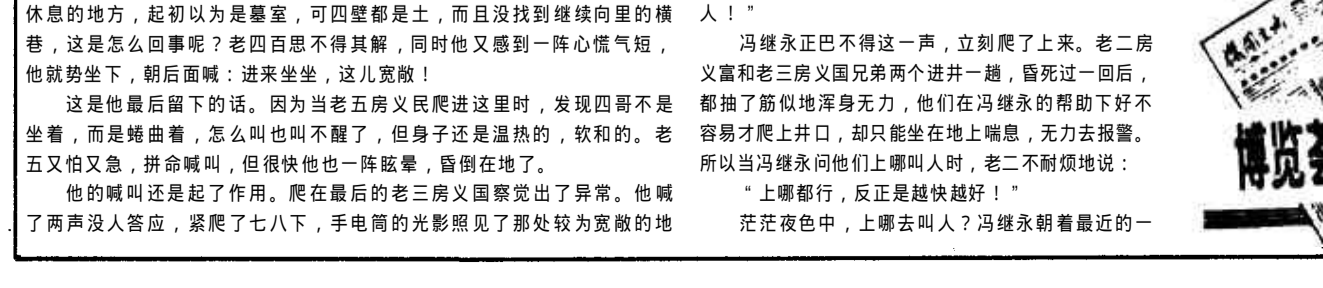 休息的地方，起初以为是墓室，可四壁都是土，而且没找到继续向里的横
巷，这是怎么回事呢？老四百思不得其解，同时他又感到一阵心慌气短，
他就势坐下，朝后面喊：进来坐坐，这儿宽敞！
这是他最后留下的话。因为当老五房义民爬进这里时，发现四哥不是
坐着，而是蜷曲着，怎么叫也叫不醒了，但身子还是温热的，软和的。老
五又怕又急，拼命喊叫，但很快他也一阵眩晕，昏倒在地了。
他的喊叫还是起了作用。爬在最后的老三房义国察觉出了异常。他喊
了两声没人答应，紧爬了七八下，手电筒的光影照见了那处较为宽敞的地
人！”
冯继永正巴不得这一声，立刻爬了上来。老二房
义富和老三房义国兄弟两个进井一趟，昏死过一回后，
都抽了筋似地浑身无力，他们在冯继永的帮助下好不
容易才爬上井口，却只能坐在地上喘息，无力去报警。
所以当冯继永问他们上哪叫人时，老二不耐烦地说：
“上哪都行，反正是越快越好！”
茫茫夜色中，上哪去叫人？冯继永朝着最近的一
博览